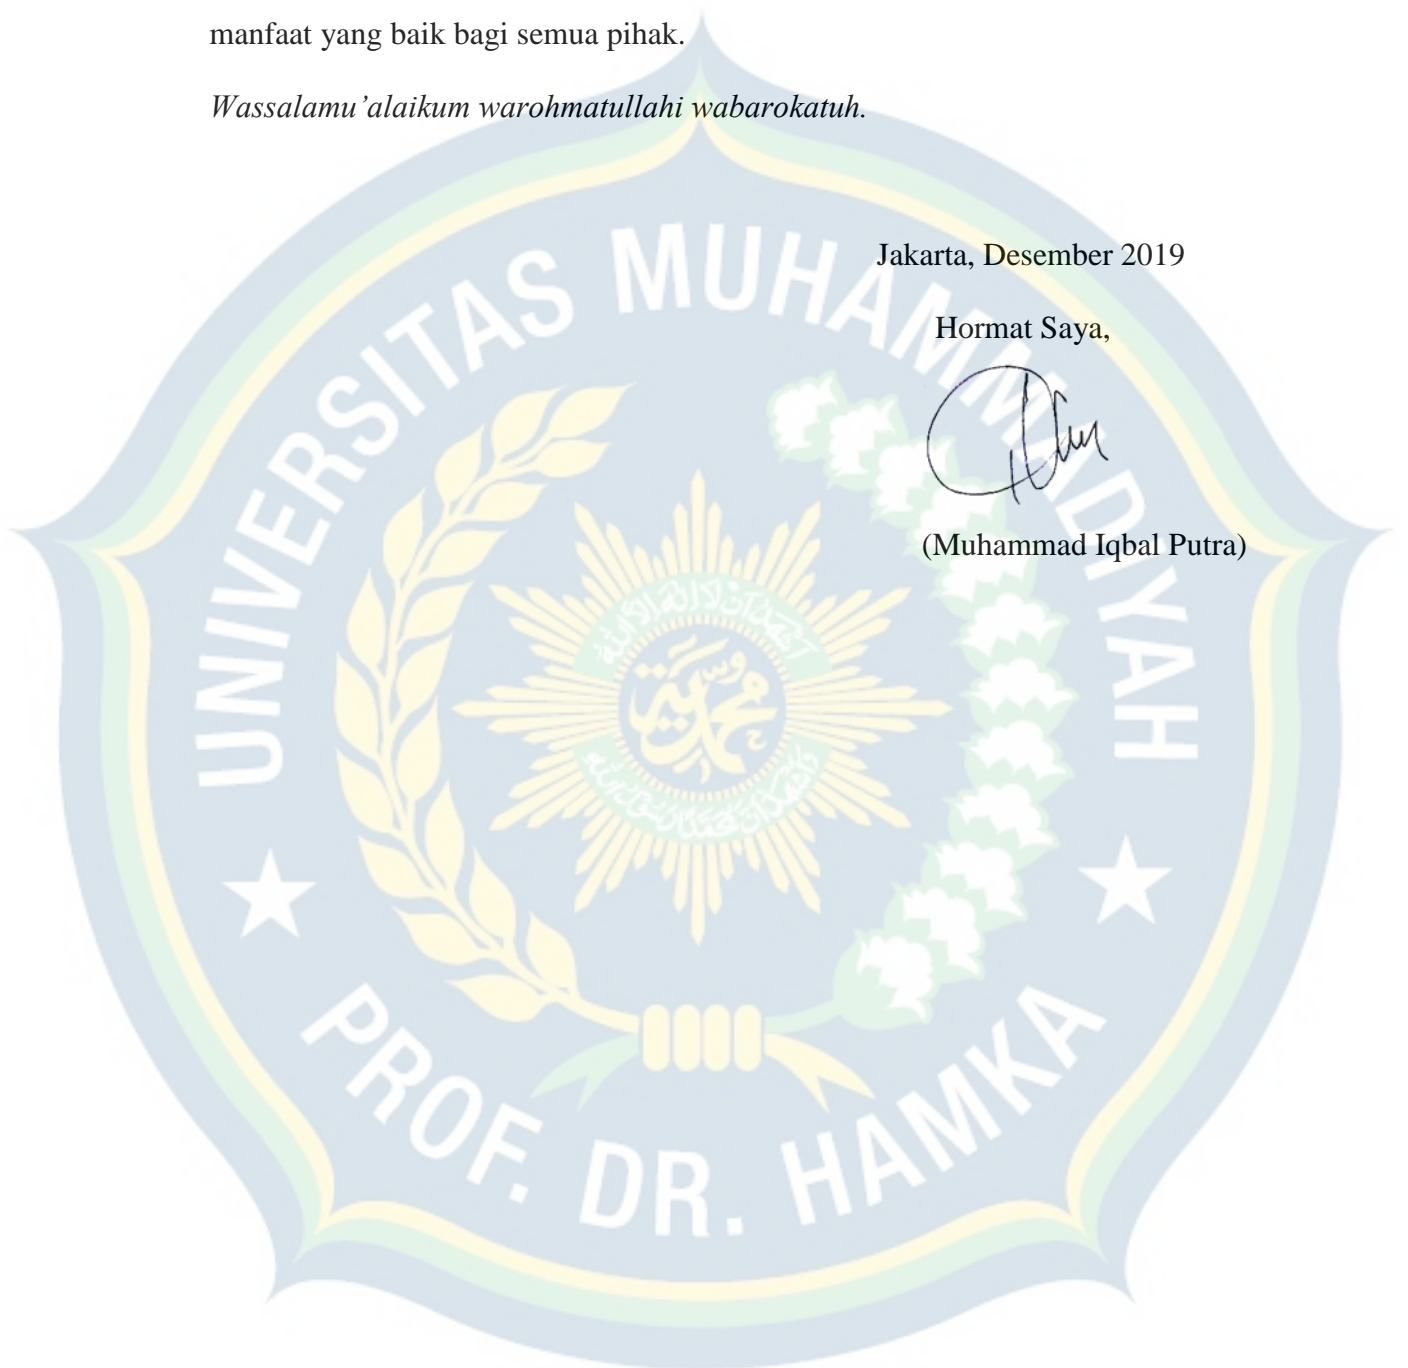 manfaat yang baik bagi semua pihak.
Wassalamu’alaikum warohmatullahi wabarokatuh.
Jakarta, Desember 2019
Hormat Saya,
(Muhammad Iqbal Putra)
UNIVERSITAS MUHAMMADIYAH
PROF. DR. HAMKA
محمدية